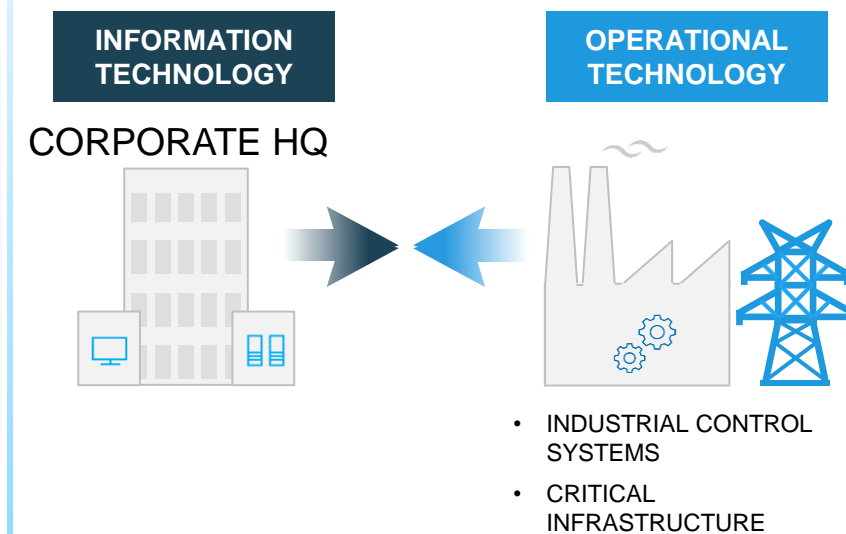 INFORMATION
TECHNOLOGY
OPERATIONAL
TECHNOLOGY
CORPORATE HQ
• INDUSTRIAL CONTROL
SYSTEMS
• CRITICAL
INFRASTRUCTURE